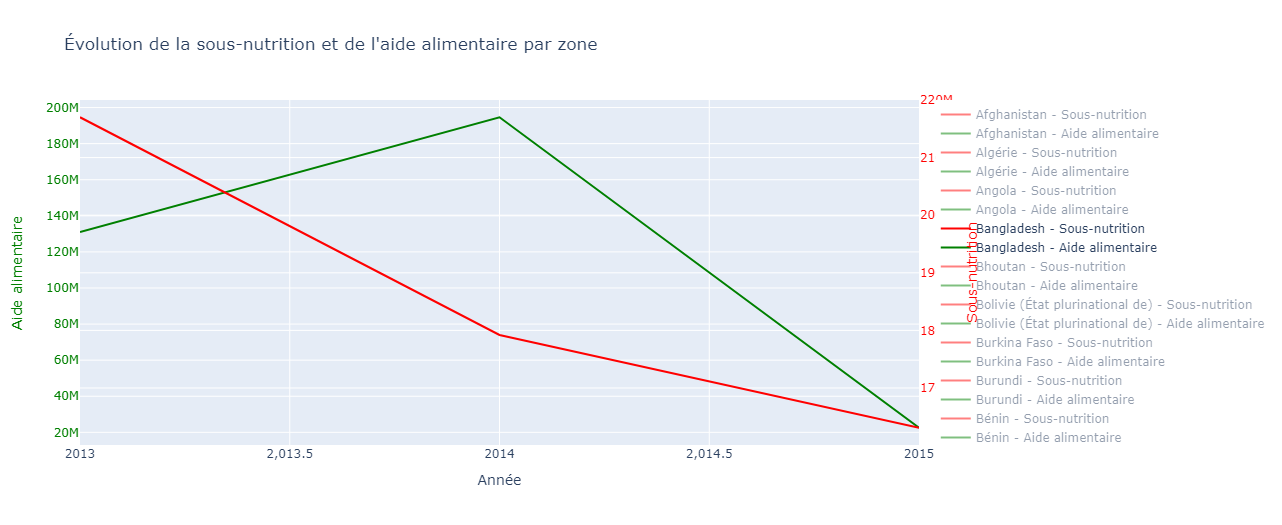 Évolution de la sous-nutrition et de l'aide alimentaire par zone
200M
180M
160M
140M
120M
100M
80M
60M
40M
20M
Aide alimentaire
2013
2,013.5
2014
2,014.5
2015
Année
220M
21
20
19
18
17
Sous-nutrition
Afghanistan - Sous-nutrition
Afghanistan - Aide alimentaire
Algérie - Sous-nutrition
Algérie - Aide alimentaire
Angola - Sous-nutrition
Angola - Aide alimentaire
Bangladesh - Sous-nutrition
Bangladesh - Aide alimentaire
Bhoutan - Sous-nutrition
Bhoutan - Aide alimentaire
Bolivie (État plurinational de) - Sous-nutrition
Bolivie (État plurinational de) - Aide alimentaire
Burkina Faso - Sous-nutrition
Burkina Faso - Aide alimentaire
Burundi - Sous-nutrition
Burundi - Aide alimentaire
Bénin - Sous-nutrition
Bénin - Aide alimentaire